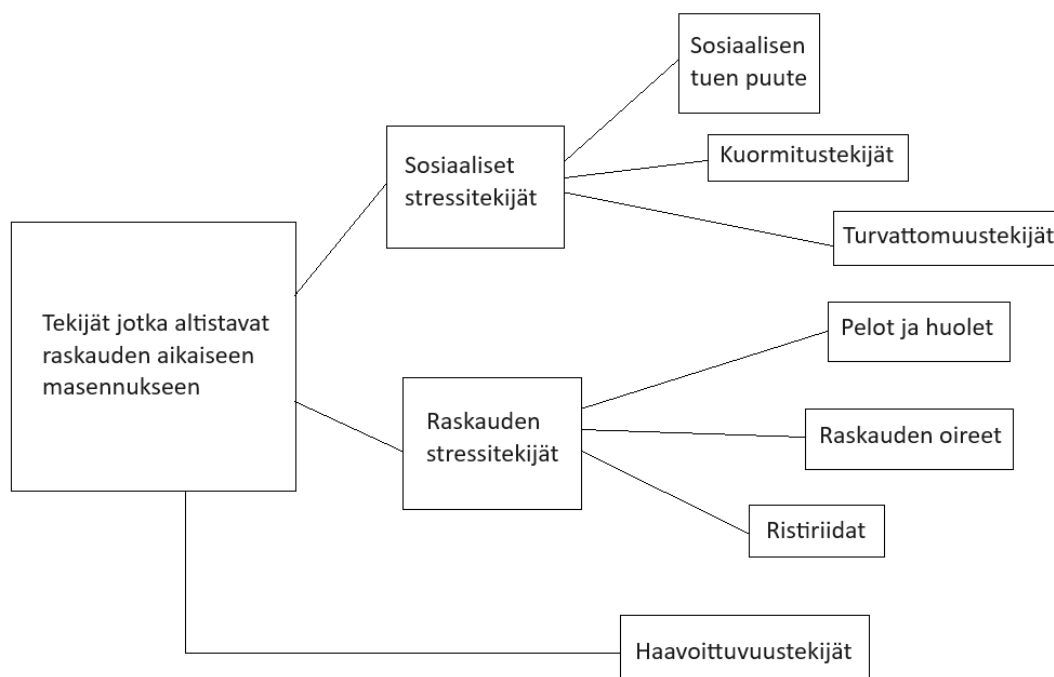 Sosiaalisen
tuen puute
Kuormitustekijät
Sosiaaliset
stressitekijät
Turvattomuustekijät
Tekijät jotka altistavat
raskauden aikaiseen
masennukseen
Pelot ja huolet
Raskauden
stressitekijät
Raskauden oireet
Ristiriidat
Haavoittuvuustekijät